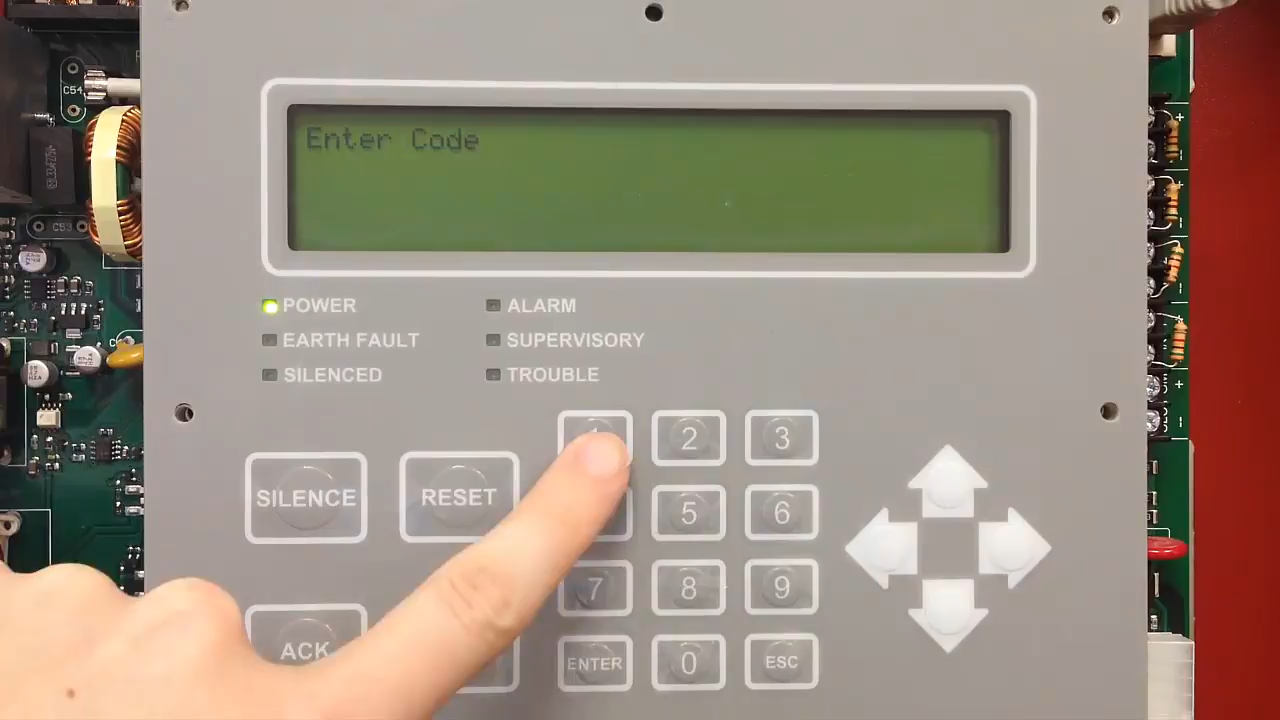 Enter Code
POWER
ALARM
EARTH FAULT
SUPERVISORY
SILENCED
TROUBLE
1
2
3
SILENCE
RESET
5
6
7
8
9
ACK
ENTER
0
ESC
C54
C53